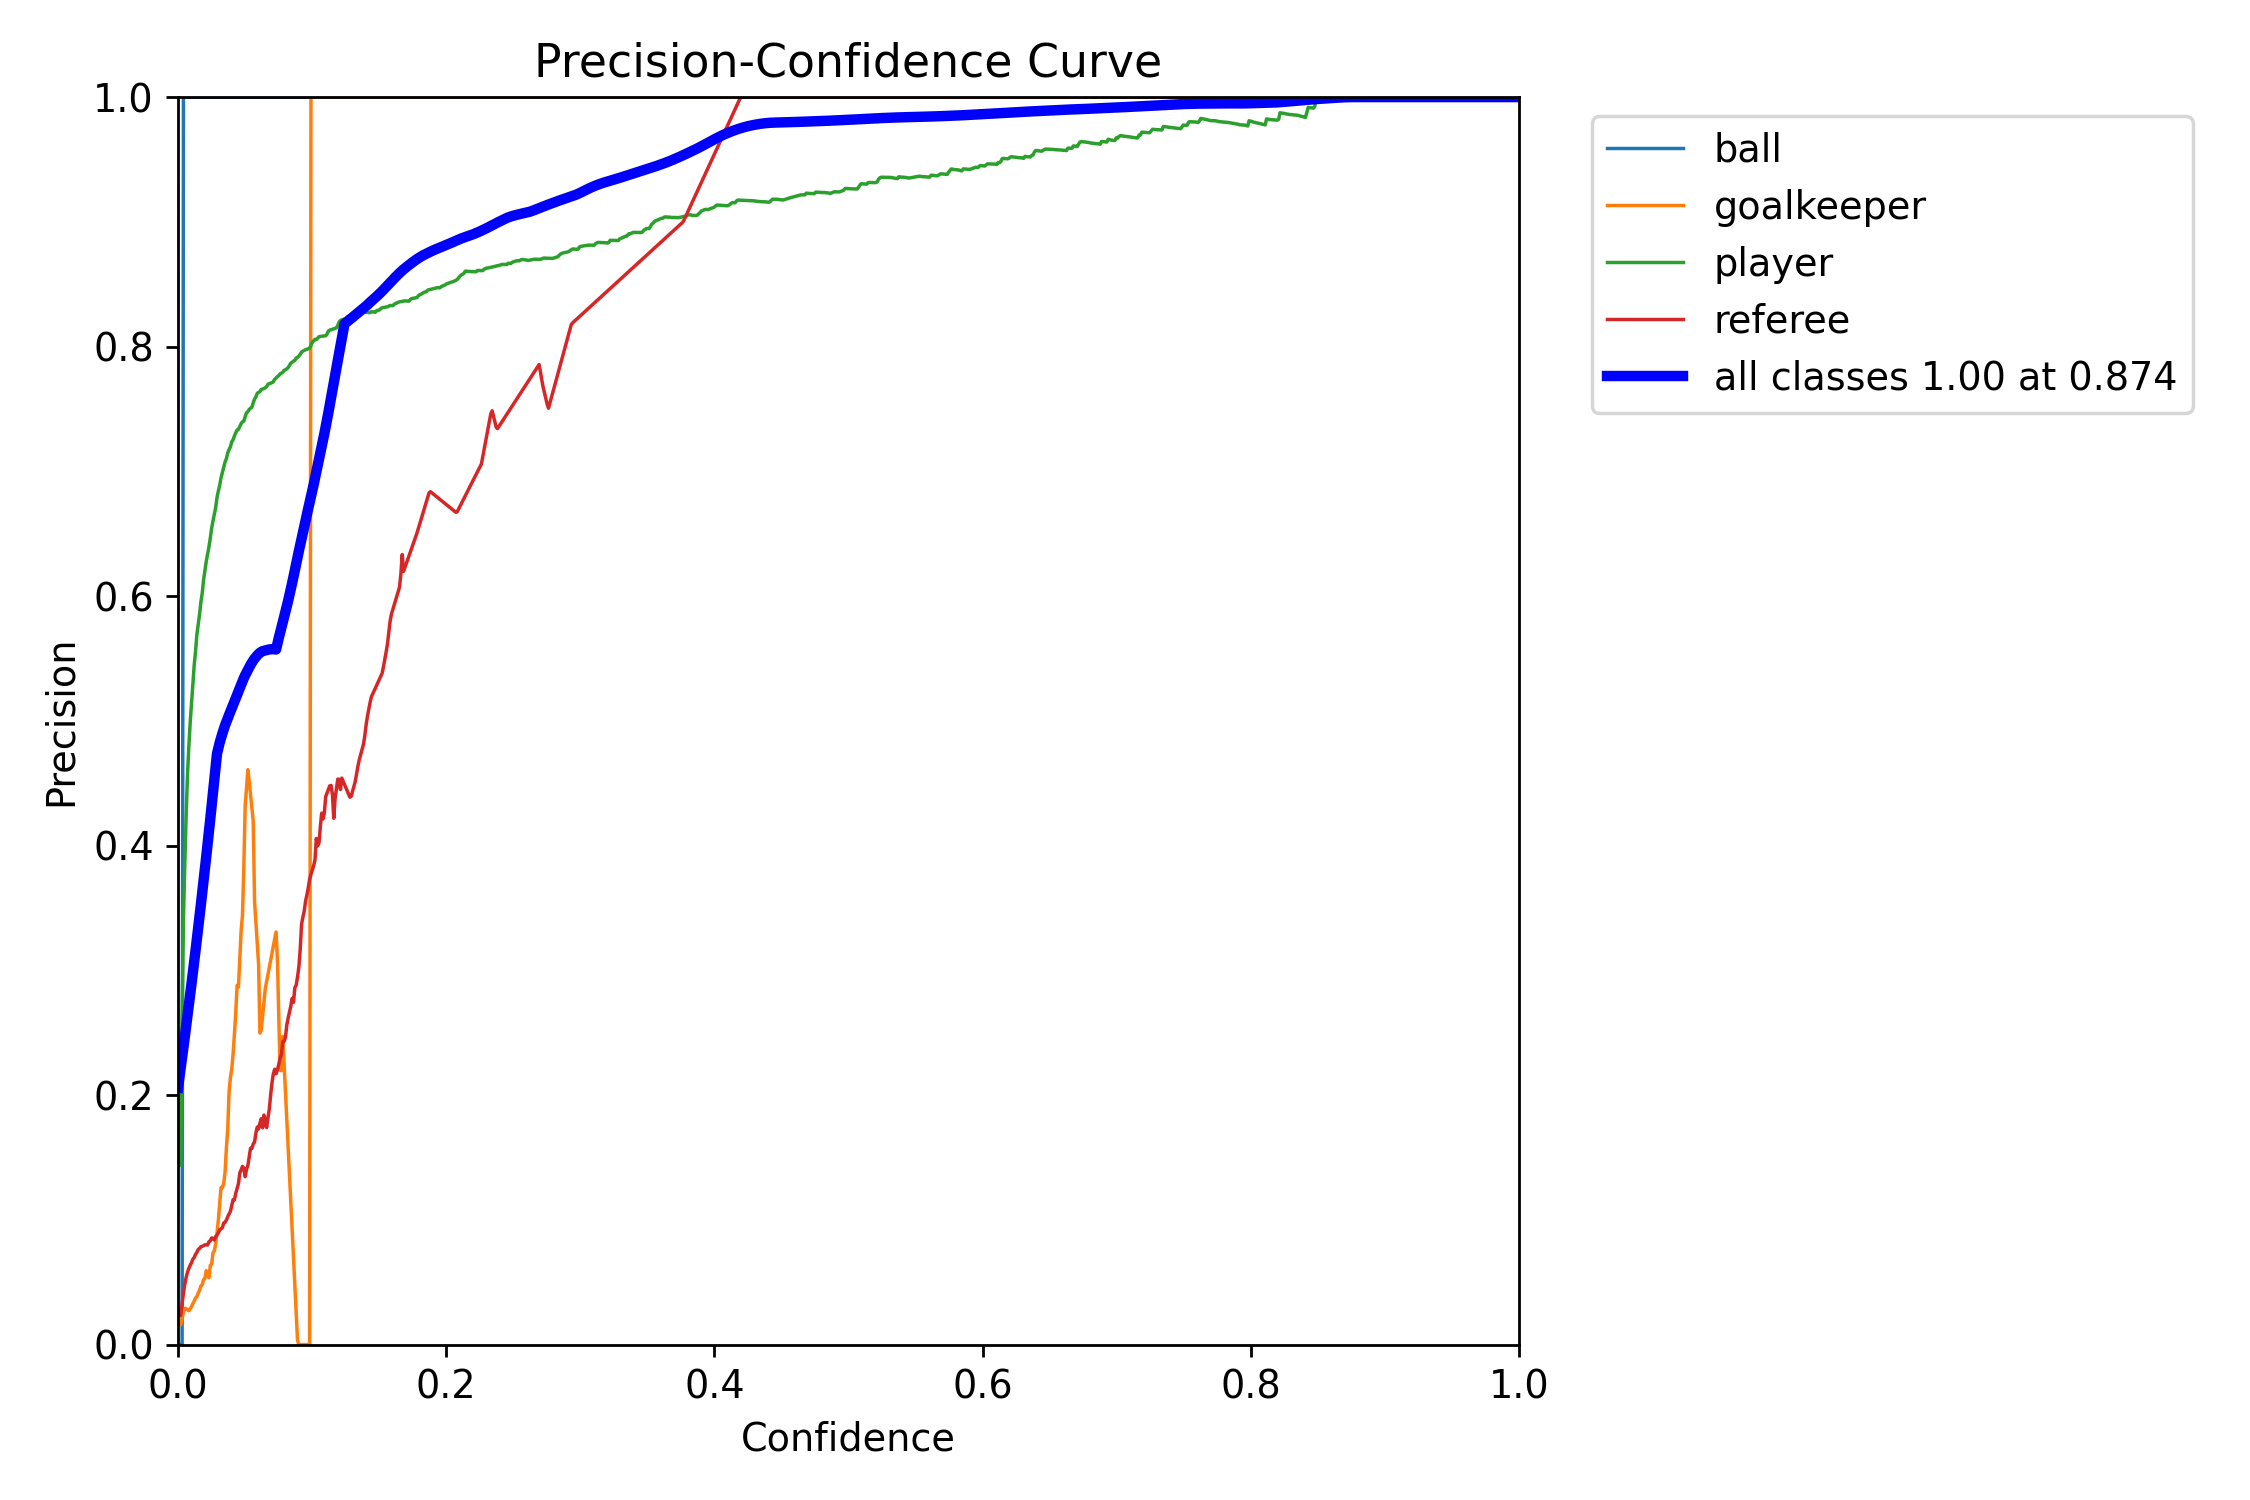 Precision-Confidence Curve
1.0
0.8
0.6
0.4
0.2
0.0
Precision
0.0 0.2 0.4 0.6 0.8 1.0
Confidence
ball
goalkeeper
player
referee
all classes 1.00 at 0.874